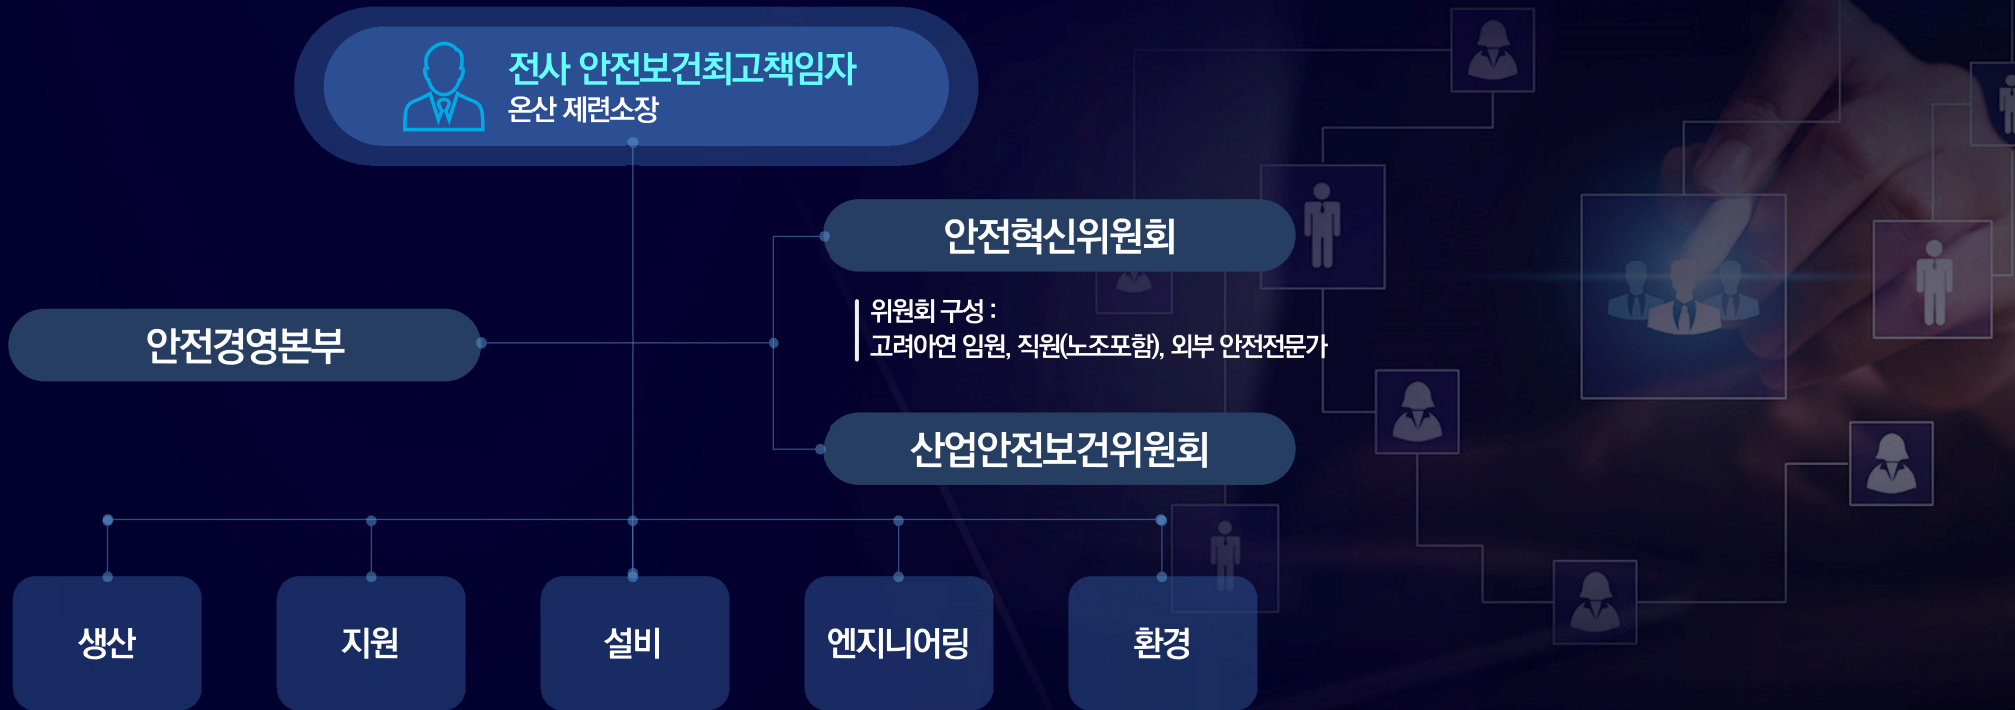 전사 안전보건최고책임자
온산 제련소장
안전혁신위원회
위원회 구성 :
고려아연 임원, 직원(노조포함), 외부 안전전문가
안전경영본부
산업안전보건위원회
생산
지원
설비
엔지니어링
환경